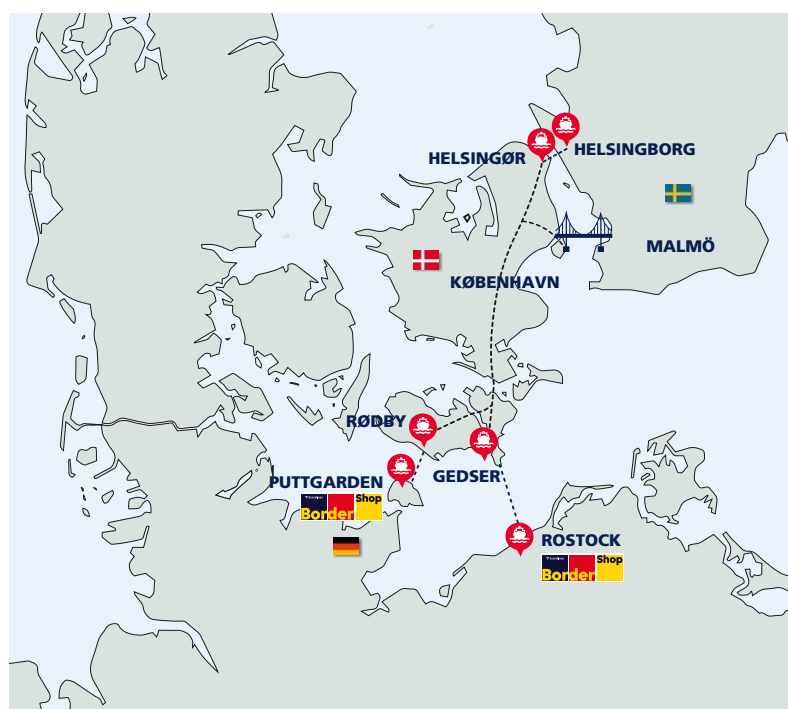 HELSINGØR
HELSINGBORG
MALMÖ
KØBENHAVN
RØDBY
GEDSER
PUTTGARDEN
Border Shop
ROSTOCK
Border Shop